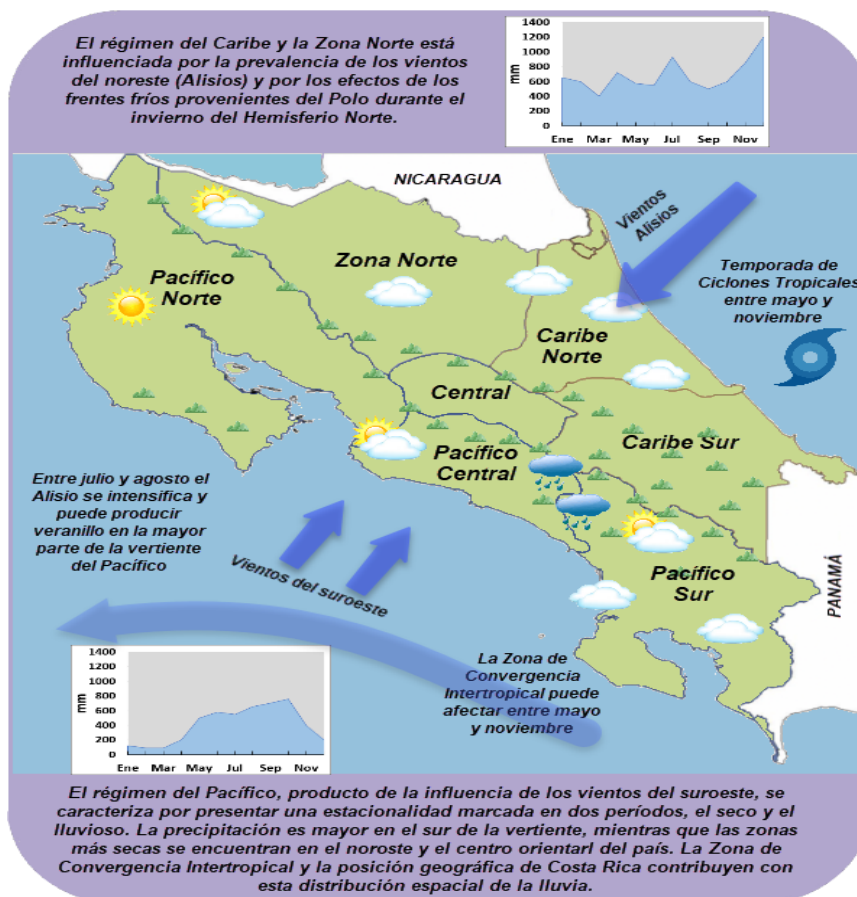 El régimen del Caribe y la Zona Norte está
influenciada por la prevalencia de los vientos
del noreste (Alisios) y por los efectos de los
frentes fríos provenientes del Polo durante el
invierno del Hemisferio Norte.
mm
1400
1200
1000
800
600
400
200
0
Ene Mar May Jul Sep Nov
NICARAGUA
Vientos
Alisios
Zona Norte
Pacífico
Norte
Temporada de
Ciclones Tropicales
entre mayo y
noviembre
Caribe
Norte
Central
Caribe Sur
Pacífico
Central
Entre julio y agosto el
Alisio se intensífica y
puede producir
veranillo en la mayor
parte de la vertiente
del Pacífico
Vientos del suroeste
Pacífico
Sur
PANAMÁ
La Zona de
Convergencia
Intertropical puede
afectar entre mayo
y noviembre
mm
1400
1200
1000
800
600
400
200
0
Ene Mar May Jul Sep Nov
El régimen del Pacífico, producto de la influencia de los vientos del suroeste, se
caracteriza por presentar una estacionalidad marcada en dos períodos, el seco y el
lluvioso. La precipitación es mayor en el sur de la vertiente, mientras que las zonas
más secas se encuentran en el noroste y el centro orientarl del país. La Zona de
Convergencia Intertropical y la posición geográfica de Costa Rica contribuyen con
esta distribución espacial de la lluvia.